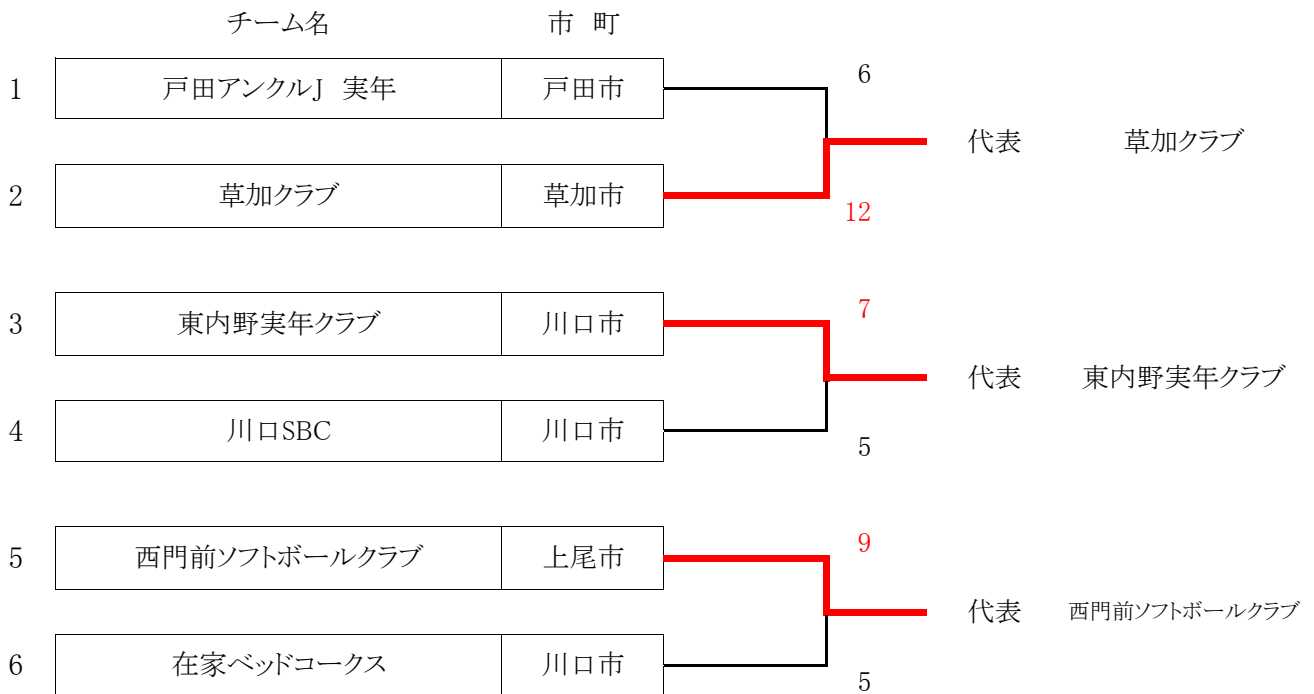 チーム名 市 町
6
1 戸田アンクルJ 実年 戸田市
代表 草加クラブ
2 草加クラブ 草加市
12
7
3 東内野実年クラブ 川口市
代表 東内野実年クラブ
4 川口SBC 川口市
5
9
5 西門前ソフトボールクラブ 上尾市
代表 西門前ソフトボールクラブ
6 在家ベッドコークス 川口市
5